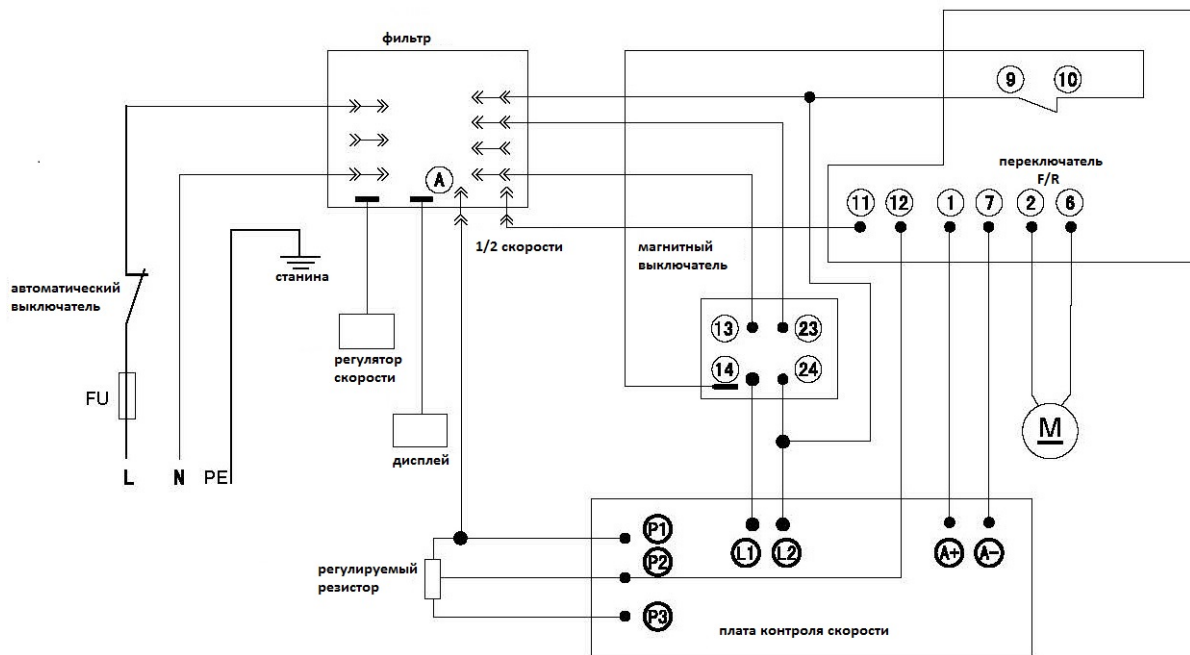 фильтр
9
10
A
переключатель
F/R
11
12
1
7
2
6
1/2 скорости
магнитный
выключатель
станина
автоматический
выключатель
13
23
14
24
регулятор
скорости
FU
M
дисплей
L
N
PE
P1
P2
P3
L1
L2
A+
A-
регулируемый
резистор
плата контроля скорости